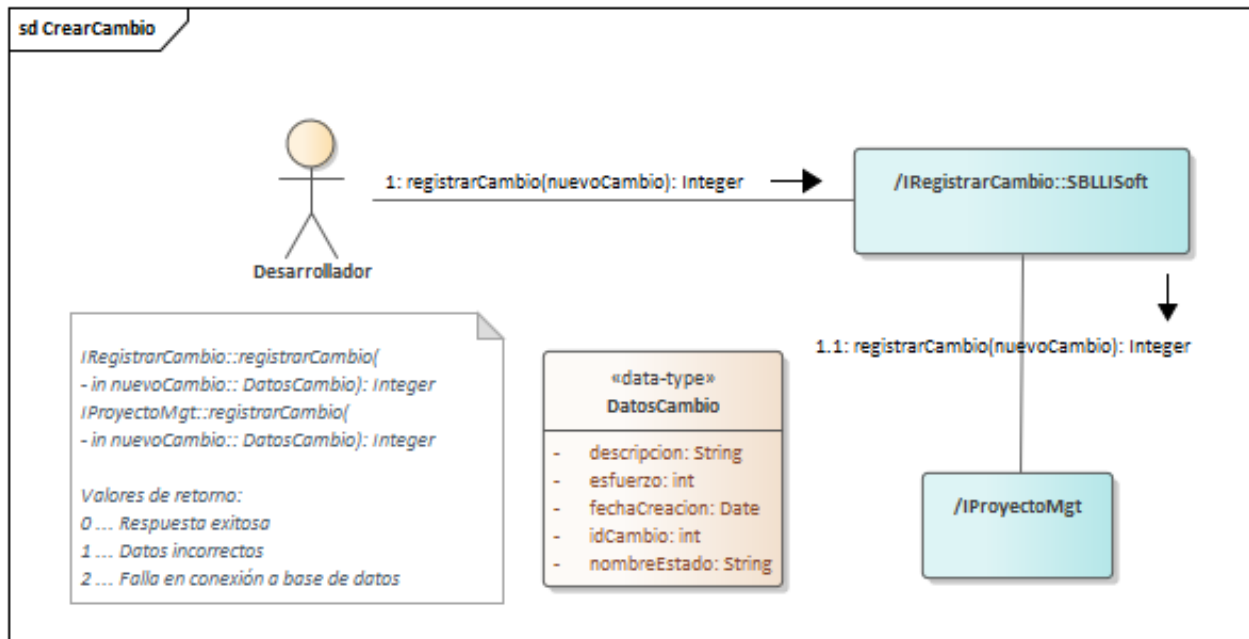 sd CrearCambio
1: registrarCambio(nuevoCambio): Integer
/IRegistrarCambio::SBLLISoft
Desarrollador
1.1: registrarCambio(nuevoCambio): Integer
IRegistrarCambio::registrarCambio(
- in nuevoCambio:: DatosCambio): Integer
IProyectoMgt::registrarCambio(
- in nuevoCambio:: DatosCambio): Integer
Valores de retorno:
0 ... Respuesta exitosa
1 ... Datos incorrectos
2 ... Falla en conexión a base de datos
«data-type»
DatosCambio
- descripcion: String
- esfuerzo: int
- fechaCreacion: Date
- idCambio: int
- nombreEstado: String
/IProyectoMgt